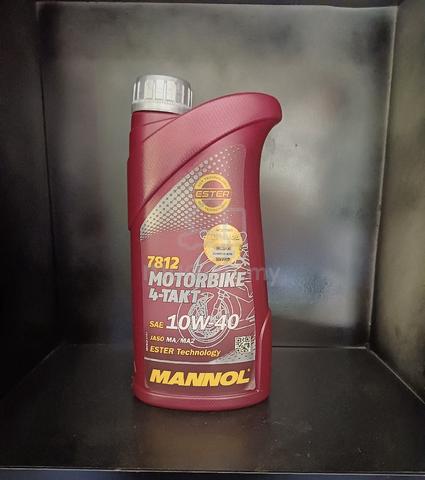 ESTER
7812
MOTORBIKE
4-TAKT
SAE 10W-40
JASO MA/MA2
ESTER Technology
MANNOL